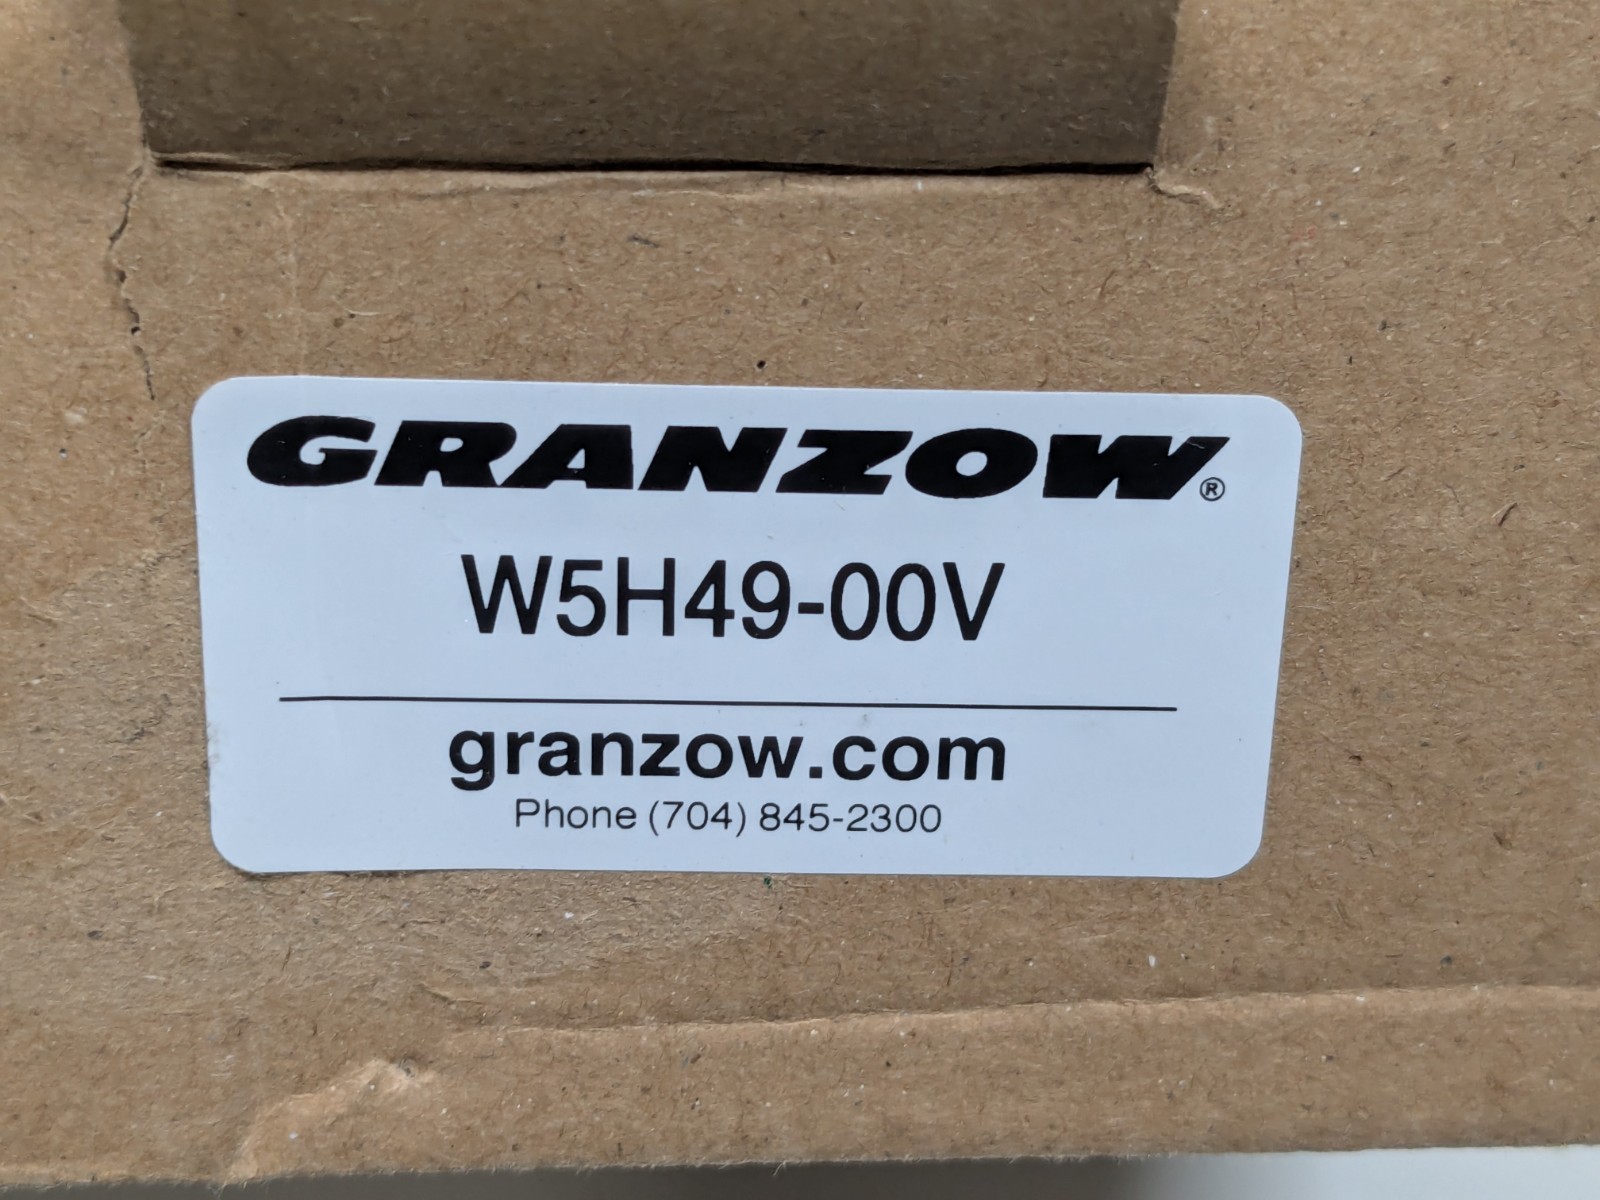 GRANZOW®
W5H49-00V
granzow.com
Phone (704) 845-2300